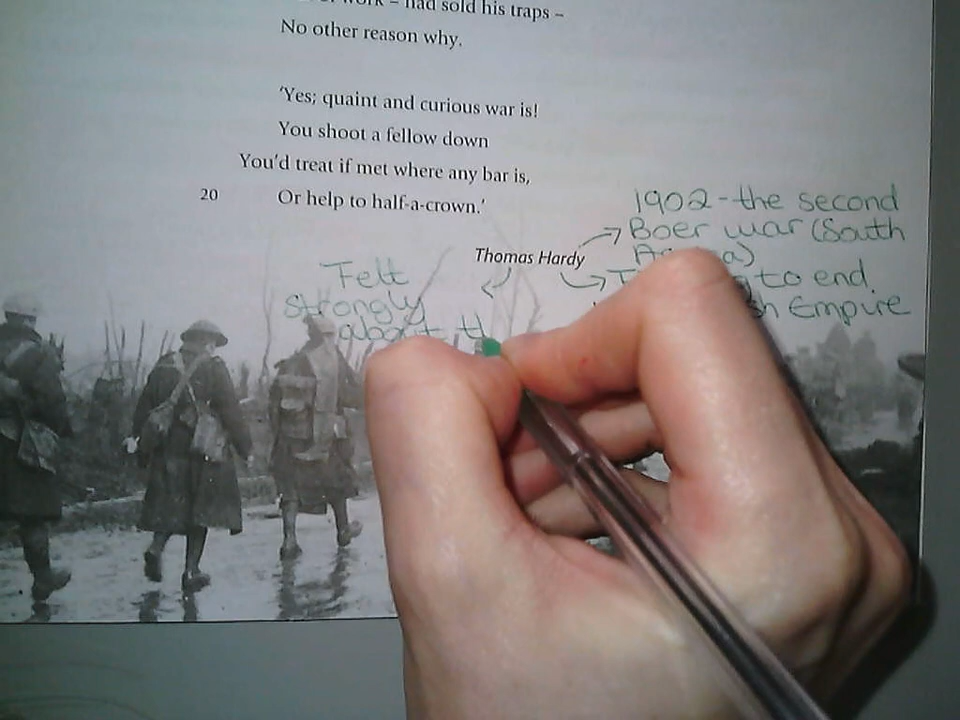 work – had sold his traps –
No other reason why.
'Yes; quaint and curious war is!
You shoot a fellow down
You'd treat if met where any bar is,
20 Or help to half-a-crown.'
Thomas Hardy
1902 - the second
Boer war (South
to end
Empire
Felt
strongly
about